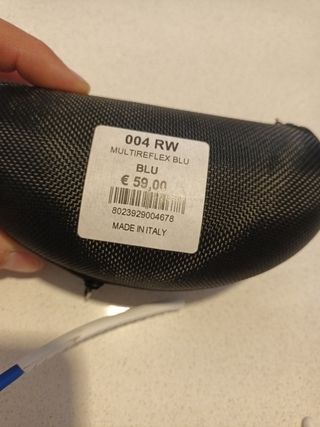 004 RW
MULTIREFLEX BLU
BLU
€ 59,00
8023929004678
MADE IN ITALY